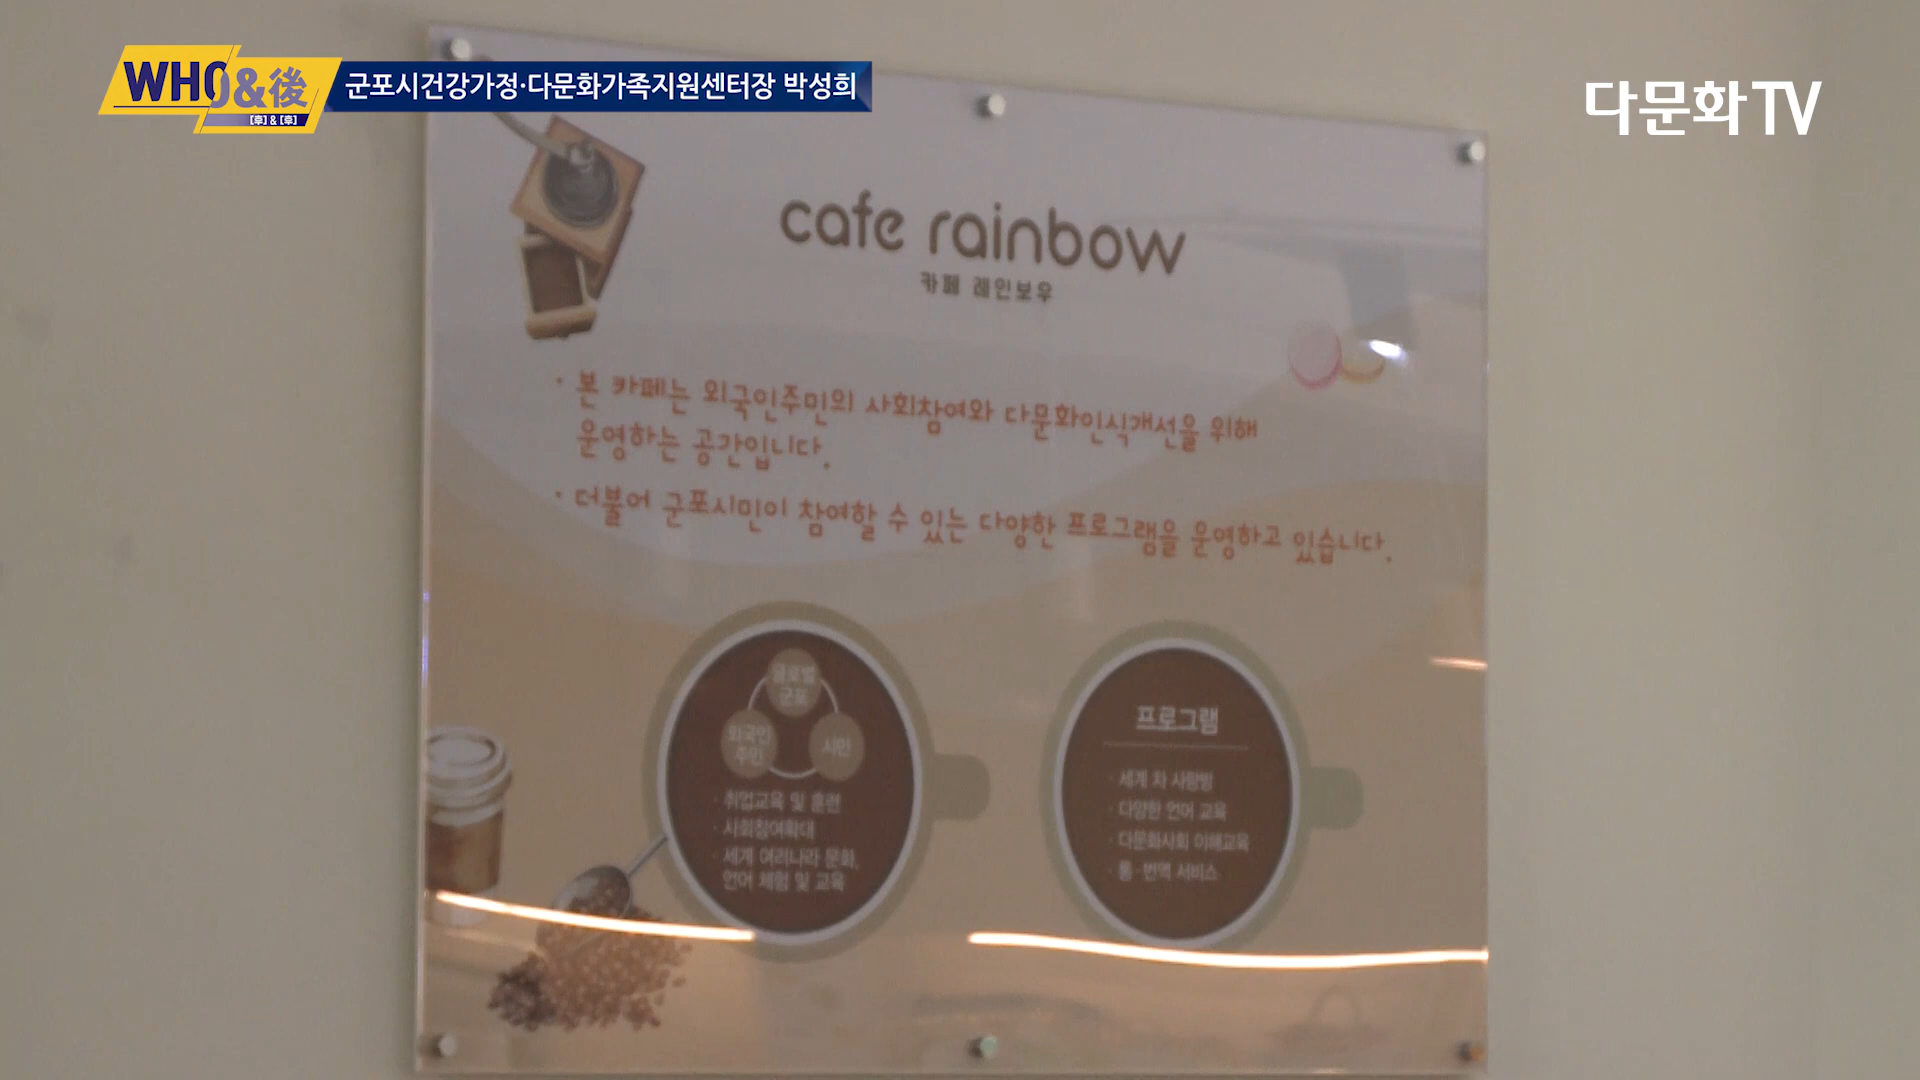 WHO&後
[후] & [후]
군포시건강가정·다문화가족지원센터장 박성희
다문화TV
cafe rainbow
카페 레인보우
· 본 카페는 외국인주민의 사회참여와 다문화인식개선을 위해
운영하는 공간입니다.
· 더불어 군포시민이 참여할 수 있는 다양한 프로그램을 운영하고 있습니다.
글로벌
군포
외국인
주민
시민
· 취업교육 및 훈련
· 사회참여확대
· 세계 여러나라 문화,
언어 체험 및 교육
프로그램
· 세계 차 사랑방
· 다양한 언어 교육
· 다문화사회 이해교육
· 통·번역 서비스